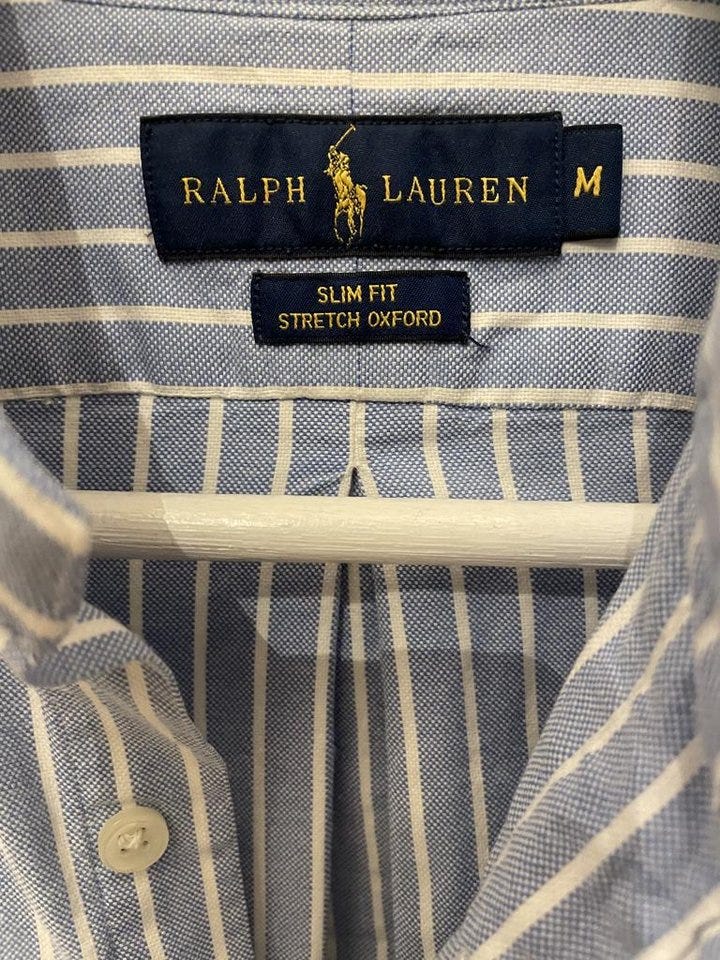 RALPH LAUREN M
SLIM FIT
STRETCH OXFORD